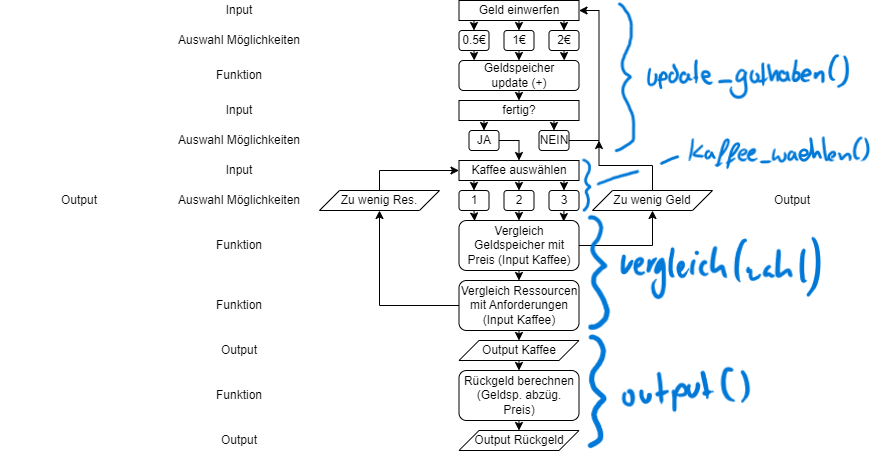 Input
Geld einwerfen
Auswahl Möglichkeiten
0.5€ 1€ 2€
Funktion
Geldspeicher
update (+)
update_guthaben()
Input
fertig?
Auswahl Möglichkeiten
JA NEIN
Input
Kaffee auswählen
kaffee_waehlen()
Output
Auswahl Möglichkeiten
Zu wenig Res.
1 2 3
Zu wenig Geld
Output
Funktion
Vergleich
Geldspeicher mit
Preis (Input Kaffee)
vergleich(zahl)
Funktion
Vergleich Ressourcen
mit Anforderungen
(Input Kaffee)
Output
Output Kaffee
Funktion
Rückgeld berechnen
(Geldsp. abzüg.
Preis)
output()
Output
Output Rückgeld